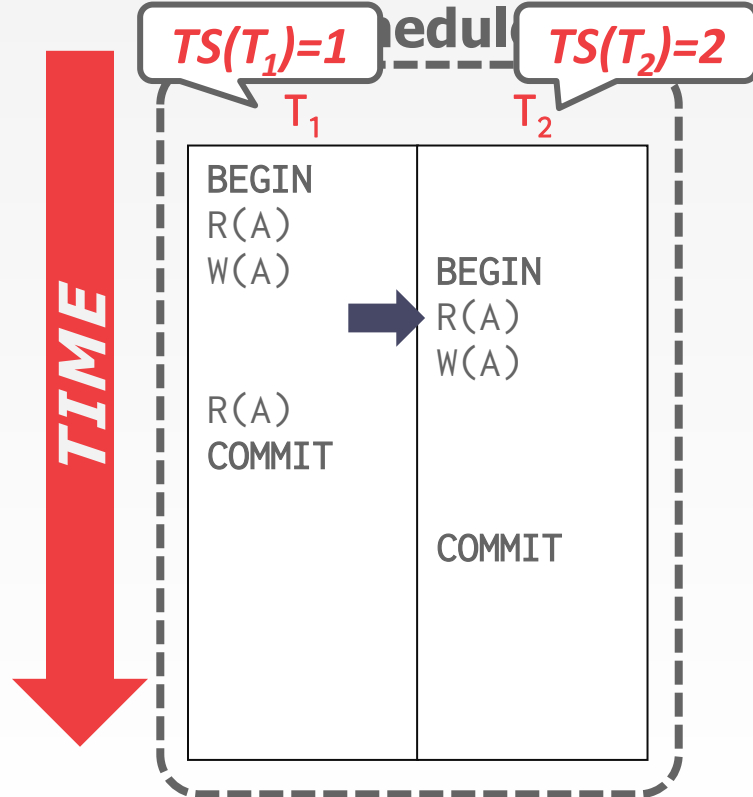 TS(T₁)=1
TS(T₂)=2
T₁ T₂
BEGIN
R(A)
W(A) BEGIN
R(A)
W(A)
R(A)
COMMIT
COMMIT
TIME